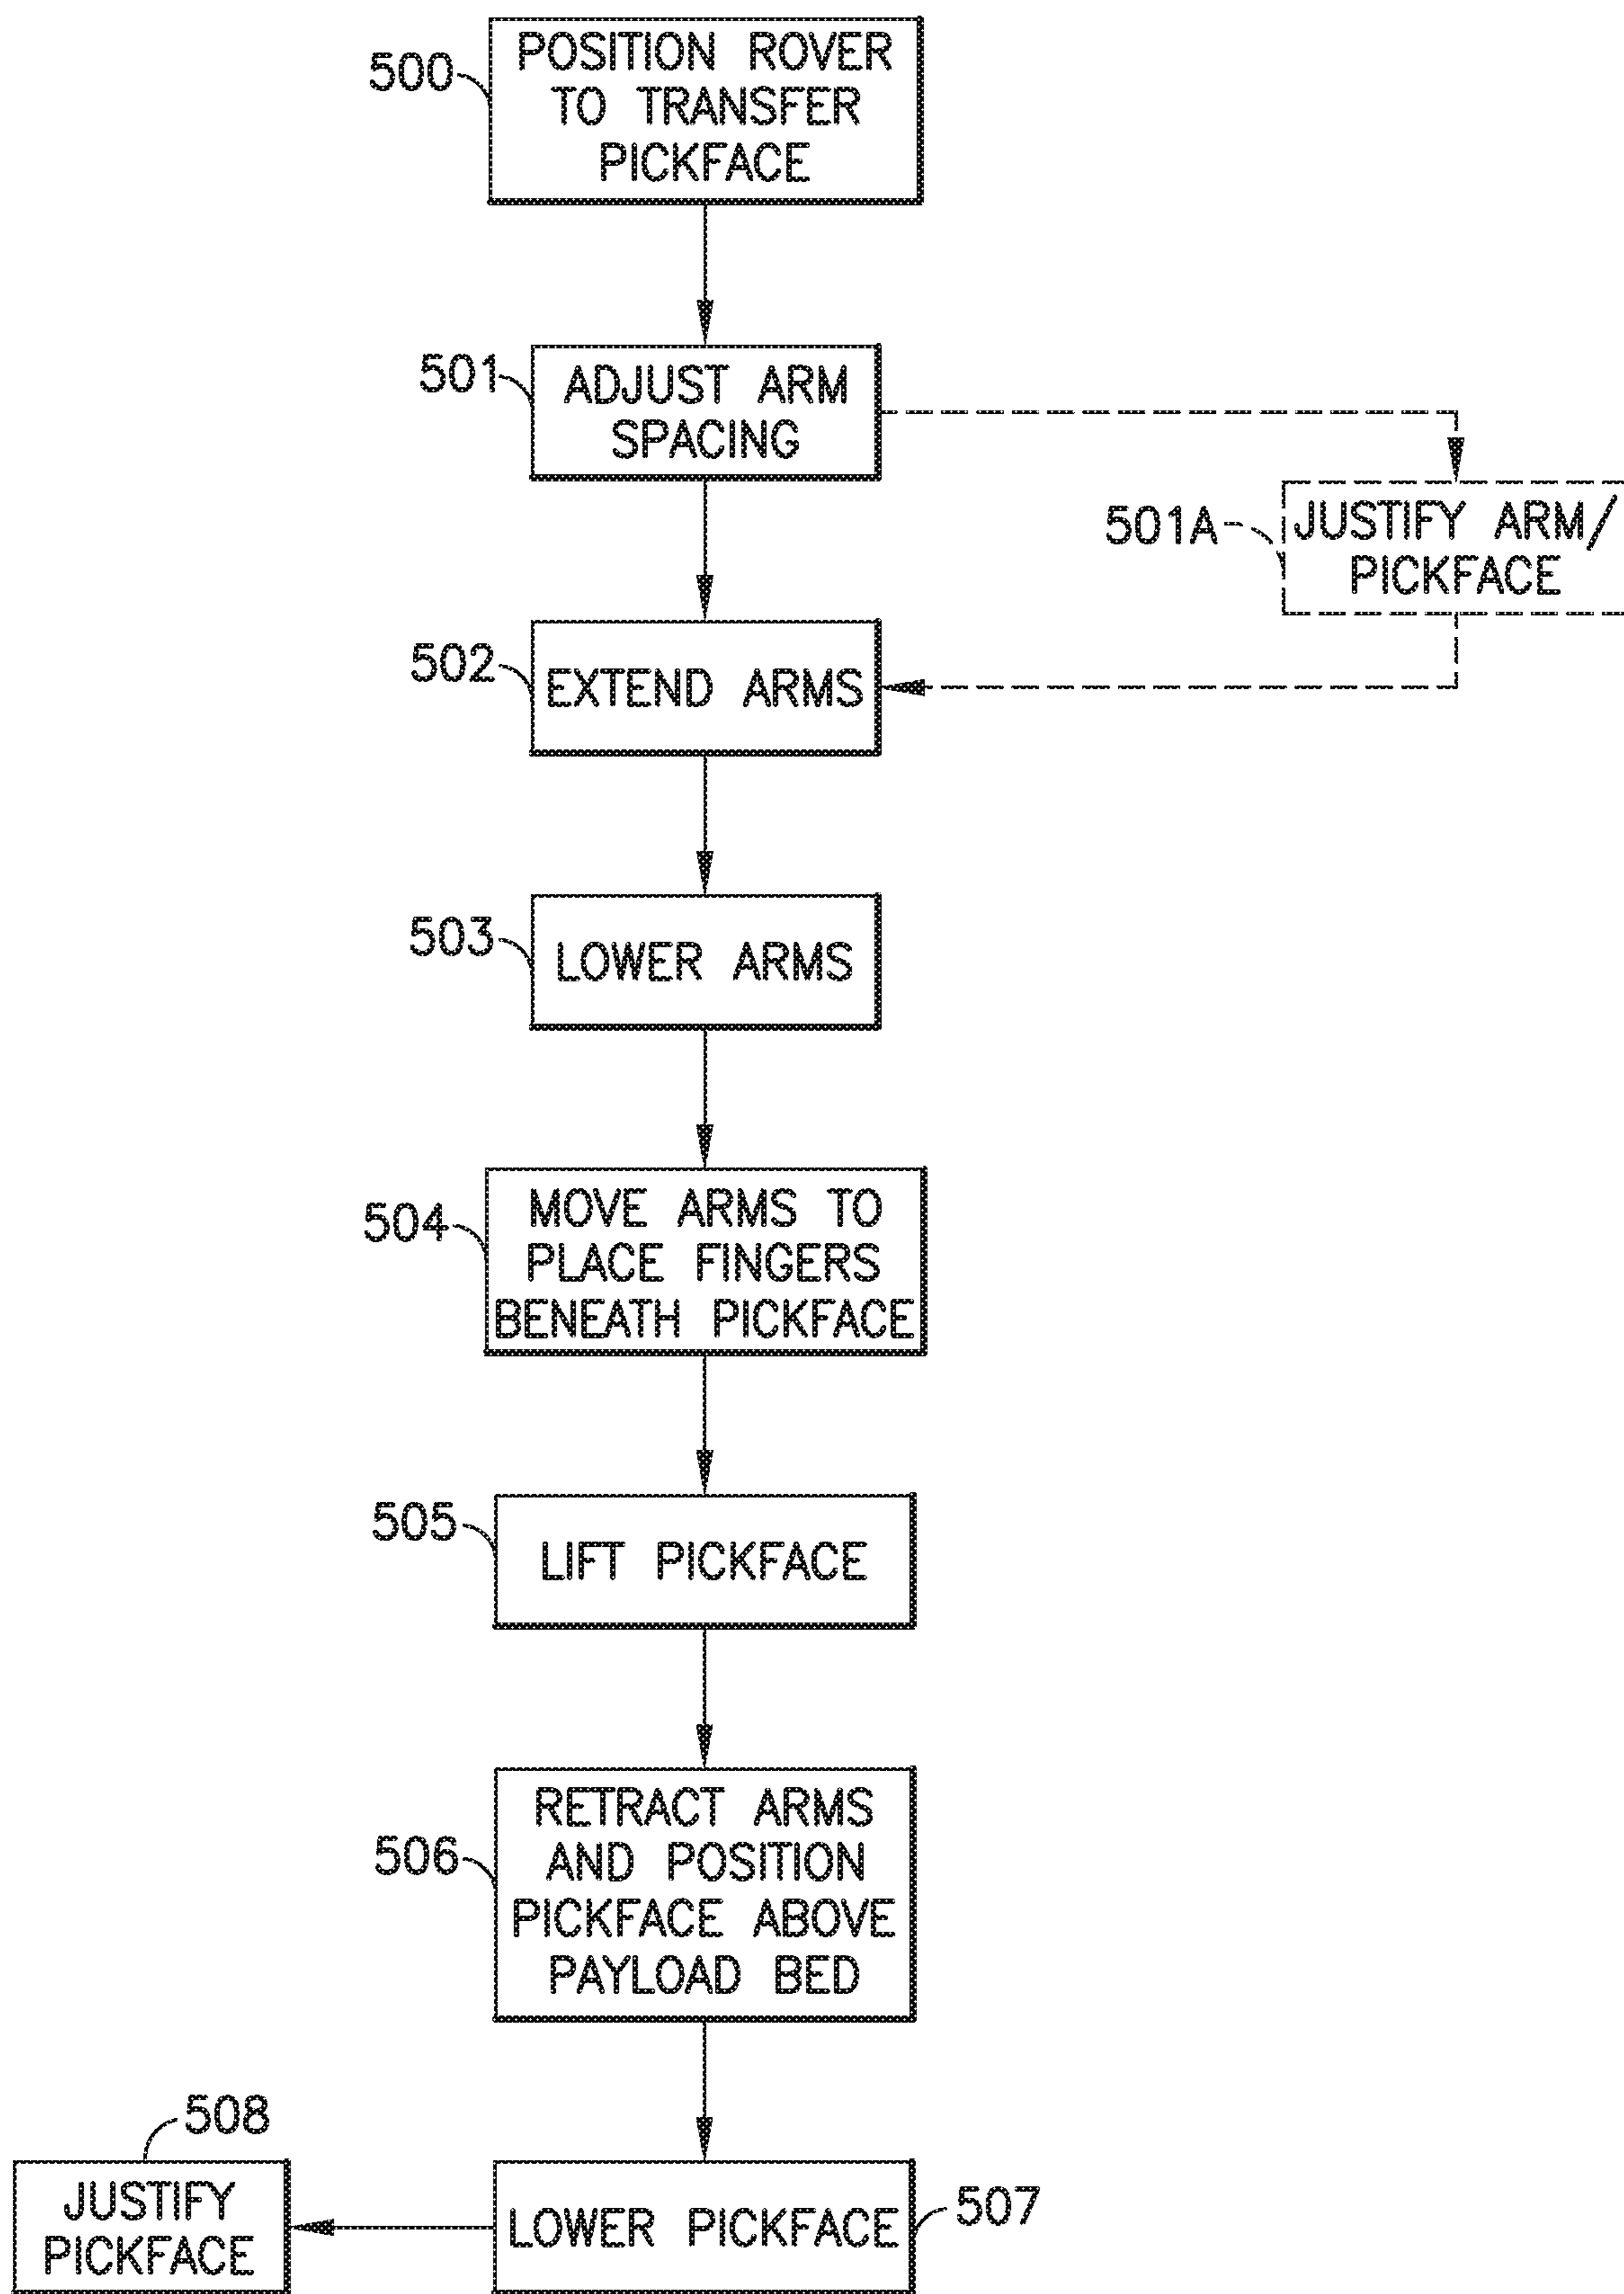 500
POSITION ROVER
TO TRANSFER
PICKFACE
501
ADJUST ARM
SPACING
501A
JUSTIFY ARM/
PICKFACE
502
EXTEND ARMS
503
LOWER ARMS
504
MOVE ARMS TO
PLACE FINGERS
BENEATH PICKFACE
505
LIFT PICKFACE
506
RETRACT ARMS
AND POSITION
PICKFACE ABOVE
PAYLOAD BED
508
JUSTIFY
PICKFACE
LOWER PICKFACE
507